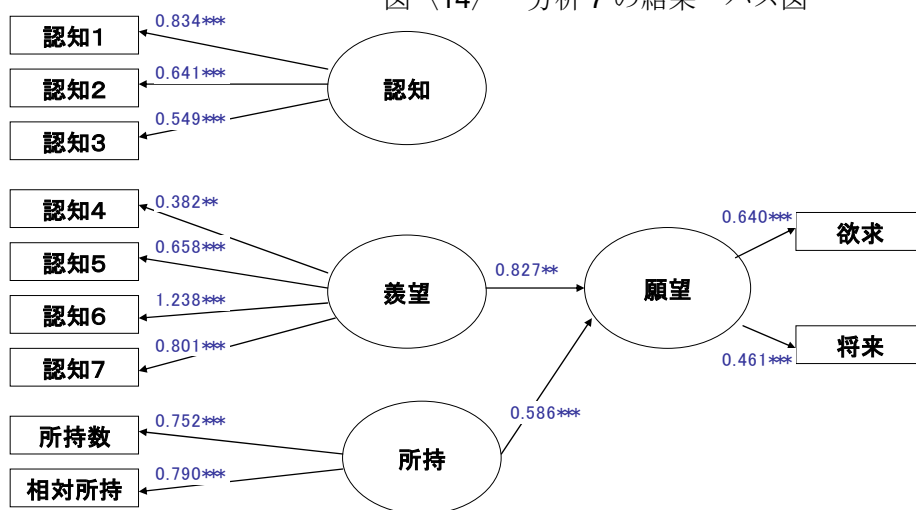 図〈14〉 分析7の結果 パス図
認知1
0.834***
認知2
0.641***
認知3
0.549***
認知
認知4
0.382**
認知5
0.658***
認知6
1.238***
認知7
0.801***
羨望
0.827**
願望
0.640***
欲求
0.461***
将来
所持数
0.752***
相対所持
0.790***
所持
0.586***